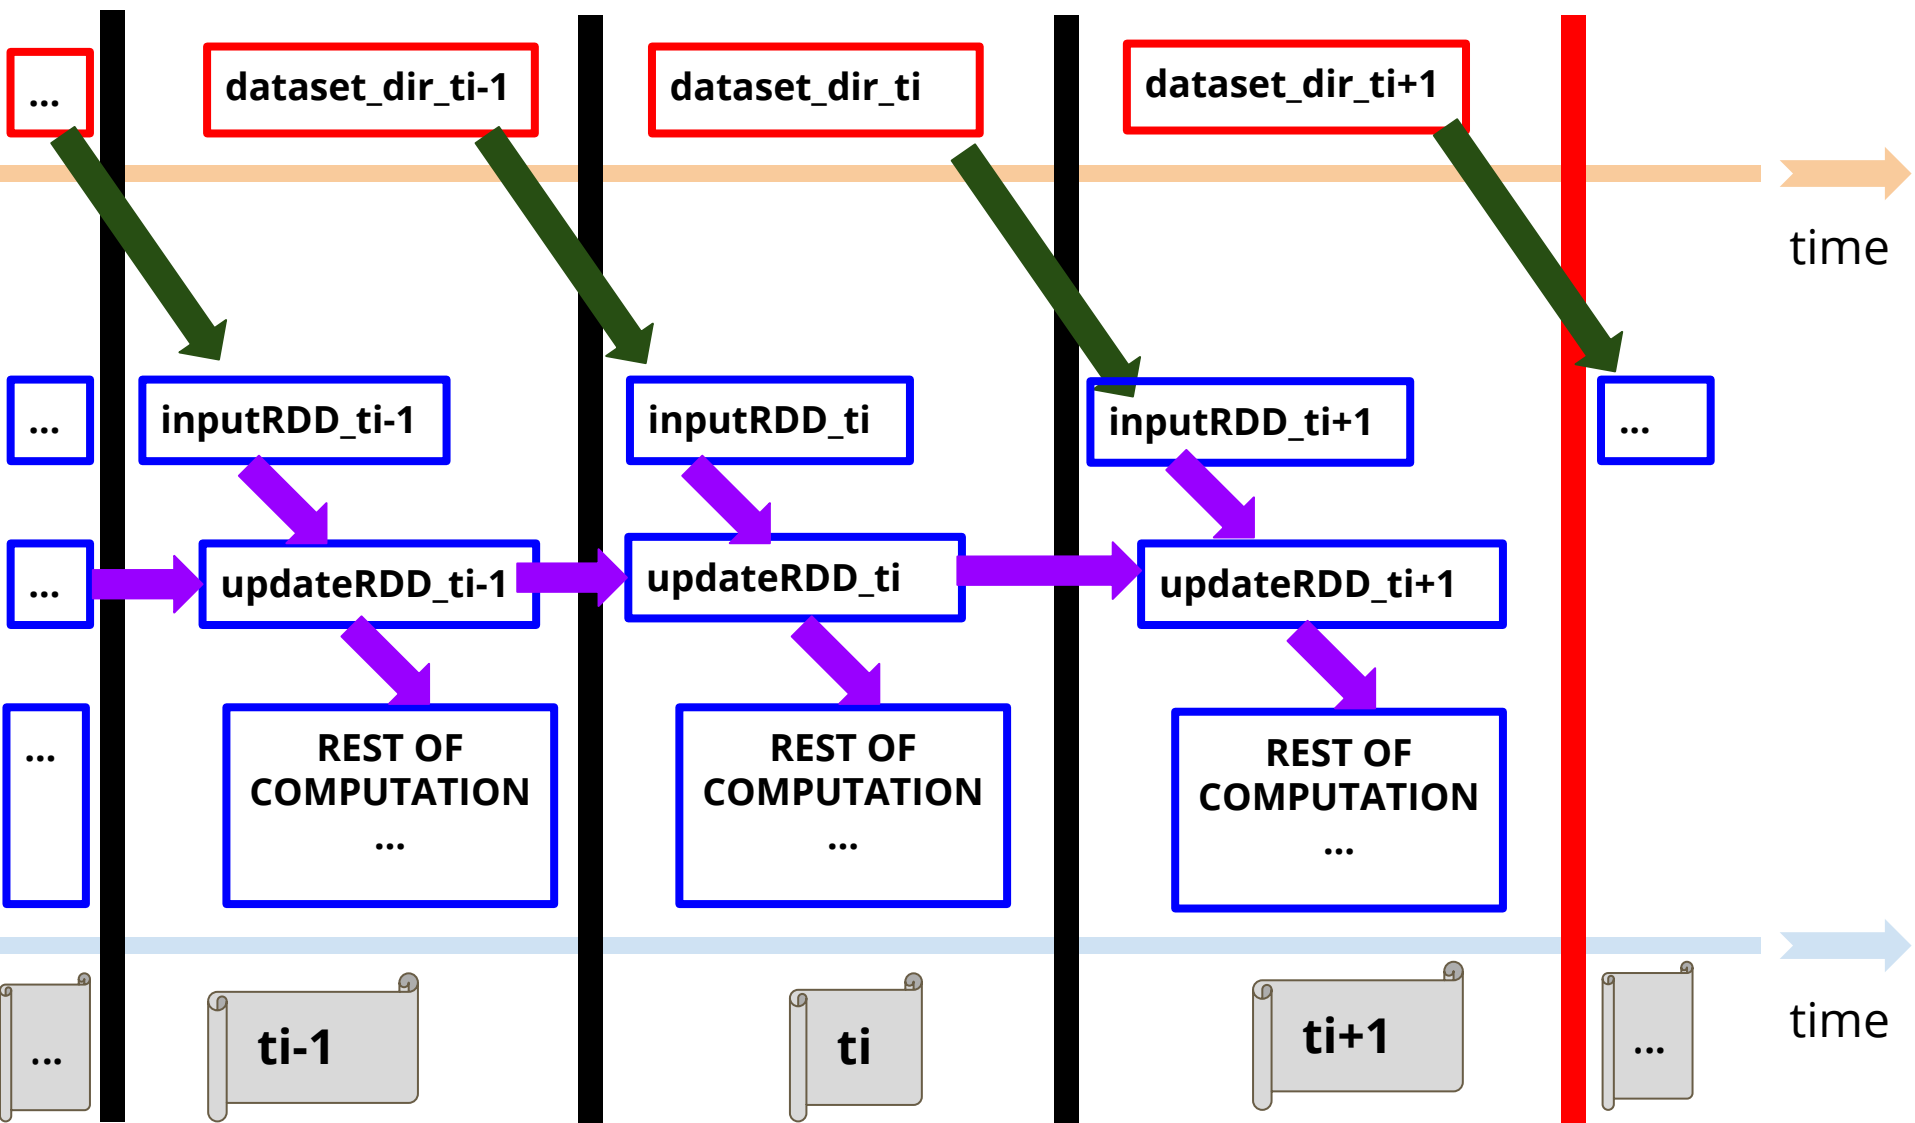 ...
dataset_dir_ti-1
dataset_dir_ti
dataset_dir_ti+1
time
...
inputRDD_ti-1
inputRDD_ti
inputRDD_ti+1
...
...
updateRDD_ti-1
updateRDD_ti
updateRDD_ti+1
...
REST OF
COMPUTATION
...
REST OF
COMPUTATION
...
REST OF
COMPUTATION
...
...
ti-1
ti
ti+1
...
time